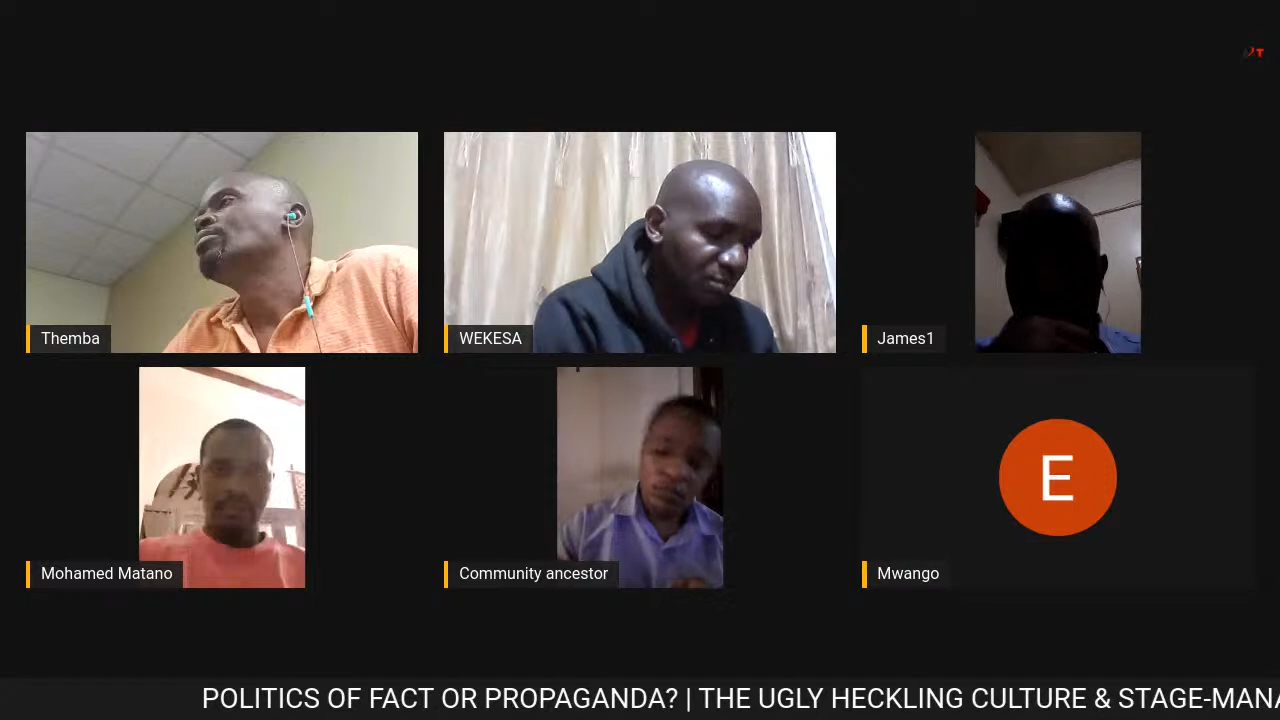 Themba
WEKESA
James1
Mohamed Matano
Community ancestor
E
Mwango
POLITICS OF FACT OR PROPAGANDA? | THE UGLY HECKLING CULTURE & STAGE-MANA